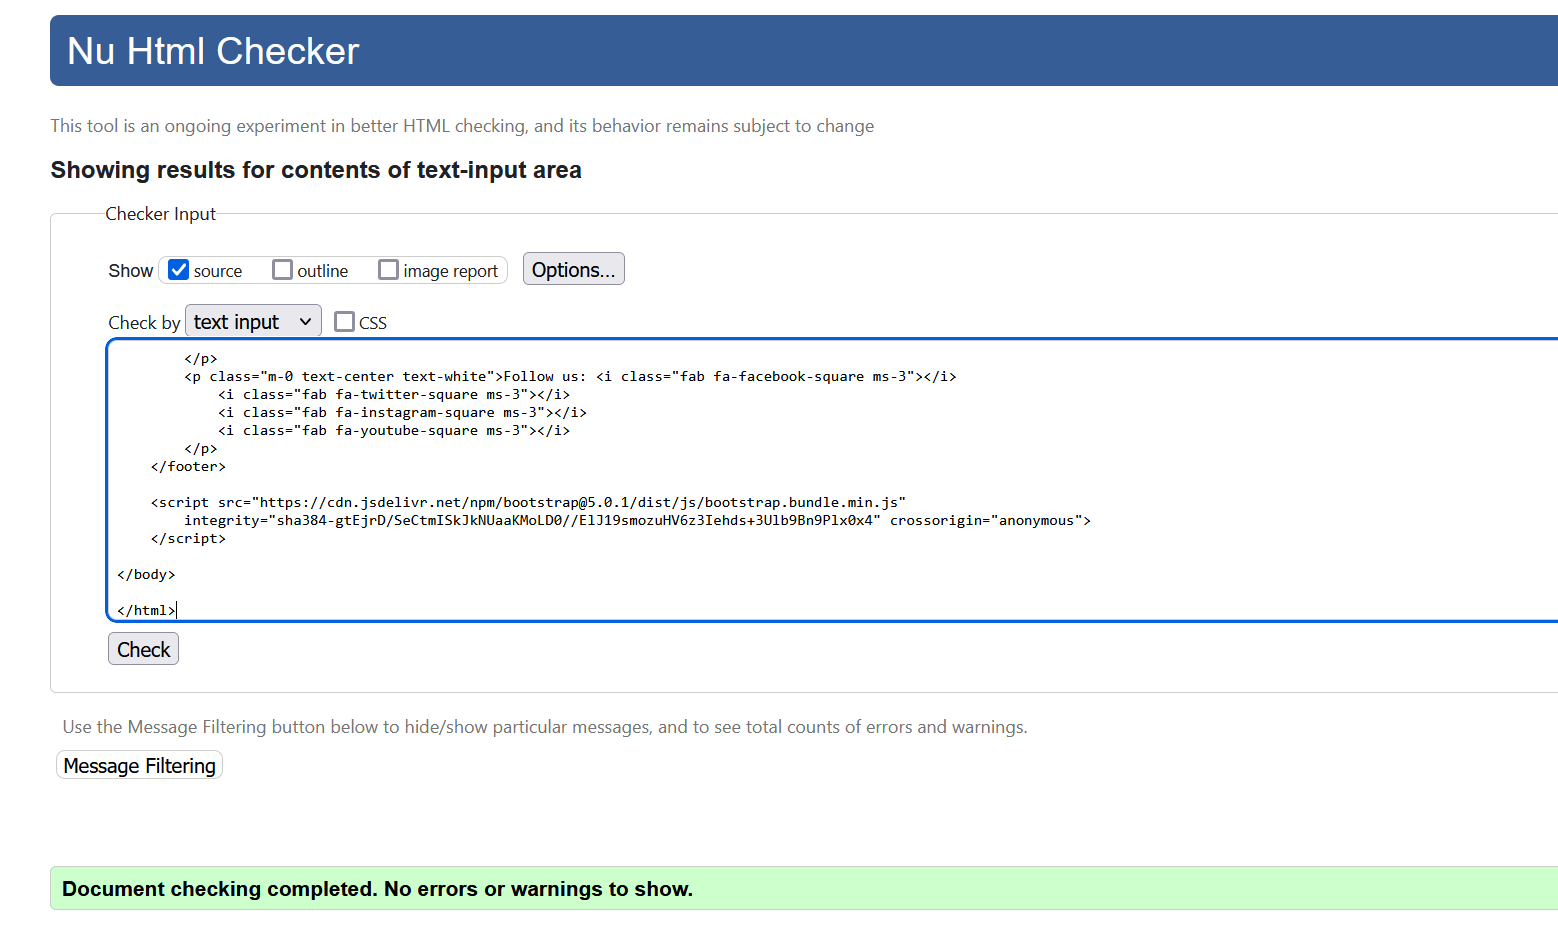 Nu Html Checker
This tool is an ongoing experiment in better HTML checking, and its behavior remains subject to change
Showing results for contents of text-input area
Checker Input
Show source outline image report Options...
Check by text input CSS
</p>
<p class="m-0 text-center text-white">Follow us: <i class="fab fa-facebook-square ms-3"></i>
<i class="fab fa-twitter-square ms-3"></i>
<i class="fab fa-instagram-square ms-3"></i>
<i class="fab fa-youtube-square ms-3"></i>
</p>
</footer>
<script src="https://cdn.jsdelivr.net/npm/bootstrap@5.0.1/dist/js/bootstrap.bundle.min.js"
integrity="sha384-gtEjrD/SeCtmISkJkNUaaKMoLD0//ElJ19smozuHV6z3Iehds+3Ulb9Bn9Plx0x4" crossorigin="anonymous">
</script>
</body>
</html>
Check
Use the Message Filtering button below to hide/show particular messages, and to see total counts of errors and warnings.
Message Filtering
Document checking completed. No errors or warnings to show.